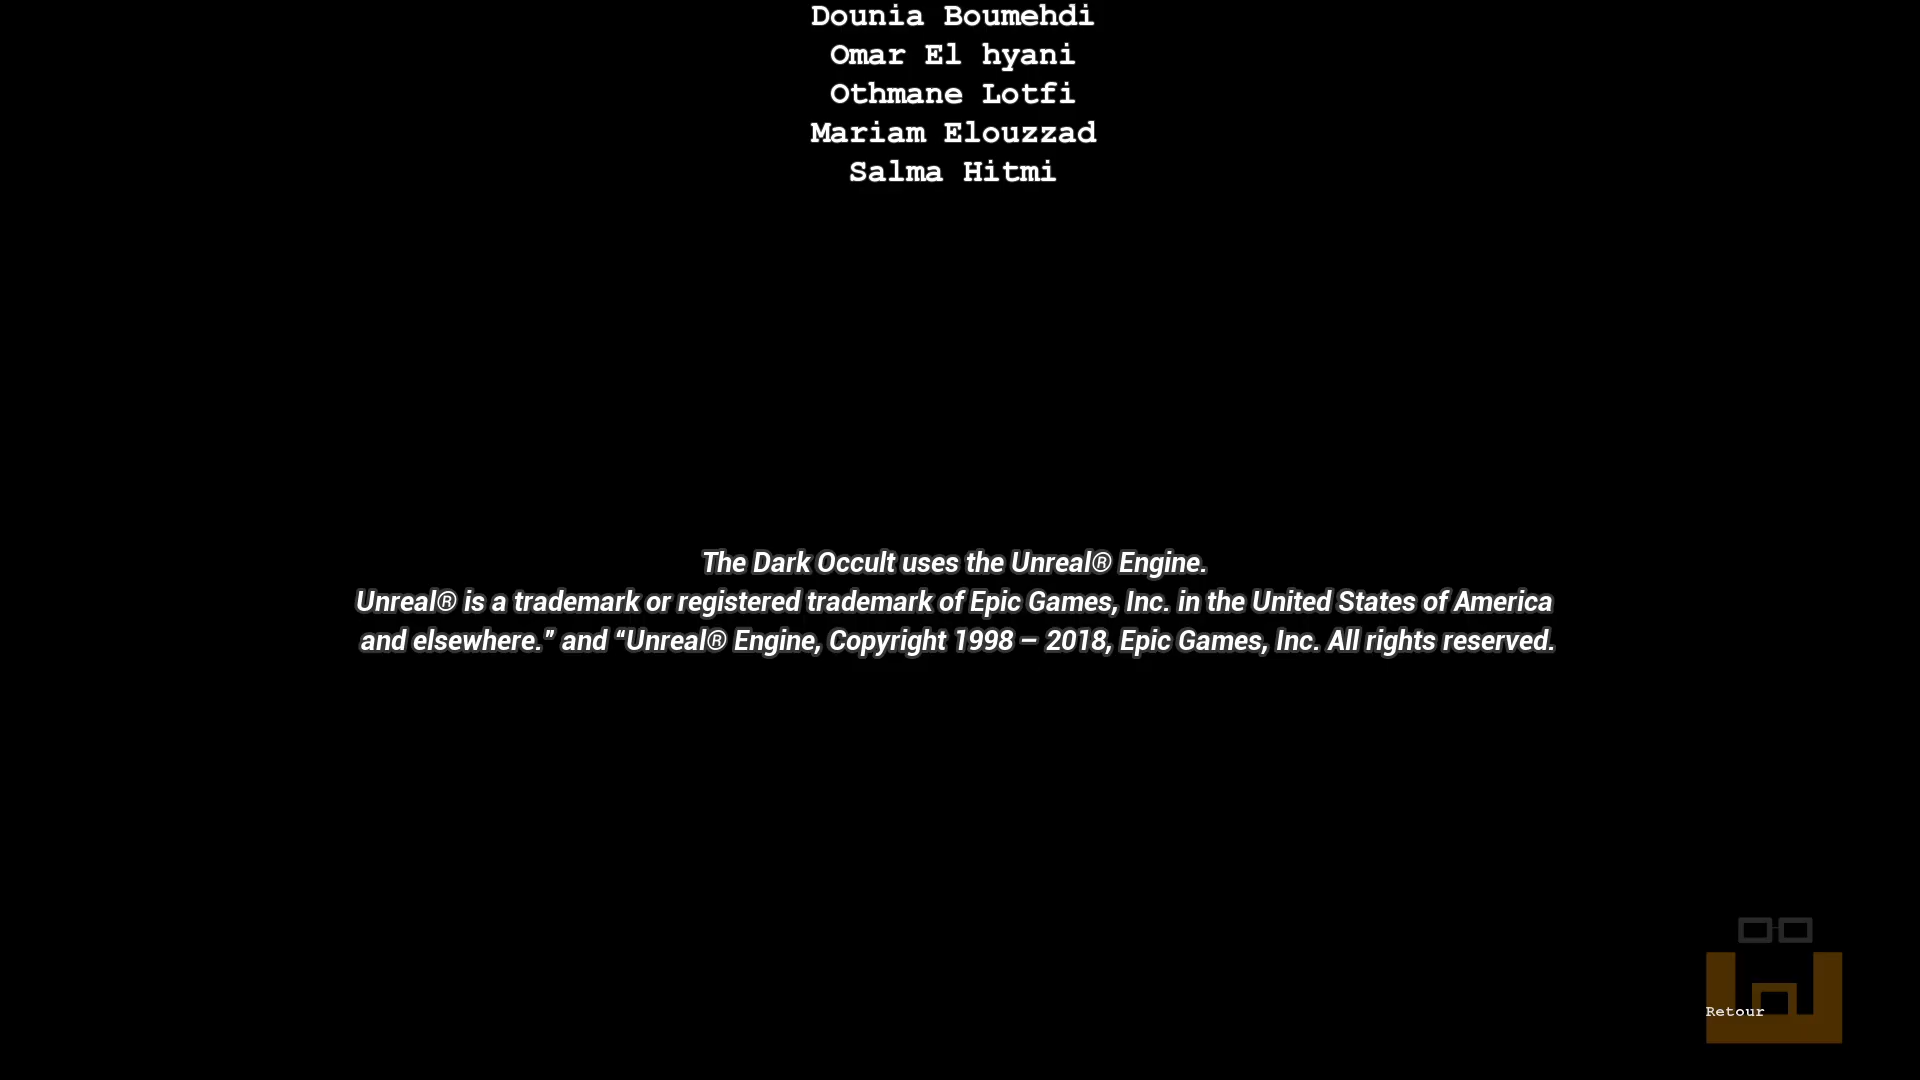 Dounia Boumehdi
Omar El hyani
Othmane Lotfi
Mariam Elouzzad
Salma Hitmi
The Dark Occult uses the Unreal® Engine.
Unreal® is a trademark or registered trademark of Epic Games, Inc. in the United States of America
and elsewhere.” and “Unreal® Engine, Copyright 1998 – 2018, Epic Games, Inc. All rights reserved.
Retour